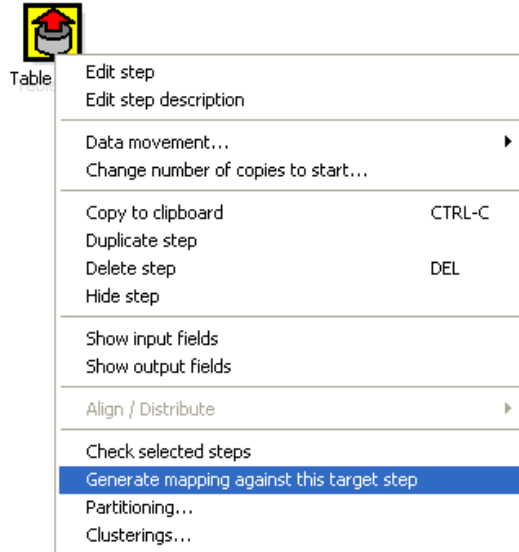 Table
Edit step
Edit step description
Data movement...
Change number of copies to start...
Copy to clipboard CTRL-C
Duplicate step
Delete step DEL
Hide step
Show input fields
Show output fields
Align / Distribute
Check selected steps
Generate mapping against this target step
Partitioning...
Clusterings...